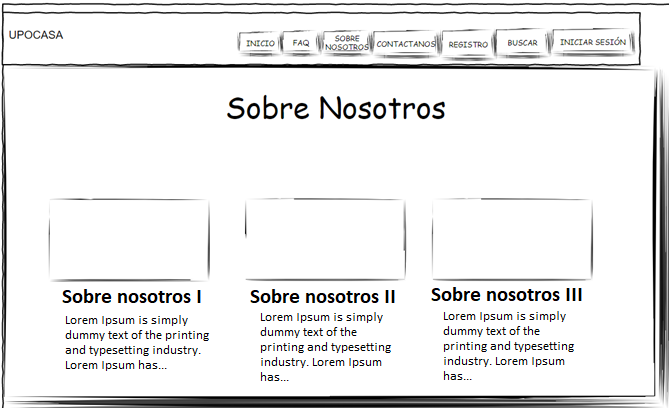 UPOCASA
INICIO
FAQ
SOBRE
NOSOTROS
CONTACTANOS
REGISTRO
BUSCAR
INICIAR SESIÓN
Sobre Nosotros
Sobre nosotros I
Lorem Ipsum is simply
dummy text of the printing
and typesetting industry.
Lorem Ipsum has...
Sobre nosotros II
Lorem Ipsum is simply
dummy text of the
printing and typesetting
industry. Lorem Ipsum
has...
Sobre nosotros III
Lorem Ipsum is simply
dummy text of the
printing and typesetting
industry. Lorem Ipsum
has...